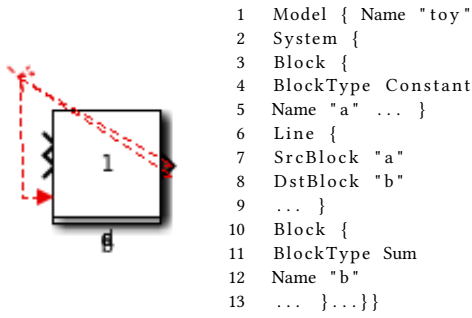 1
1 Model { Name "toy"
2 System {
3 Block {
4 BlockType Constant
5 Name "a" ... }
6 Line {
7 SrcBlock "a"
8 DstBlock "b"
9 ... }
10 Block {
11 BlockType Sum
12 Name "b"
13 ... }...}}